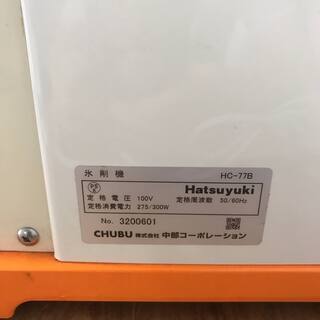 氷削機 HC-77B
PSE Hatsuyuki
定格電圧 100V 定格周波数 50/60Hz
定格消費電力 275/300W
No. 3200601
CHUBU 株式会社 中部コーポレーション